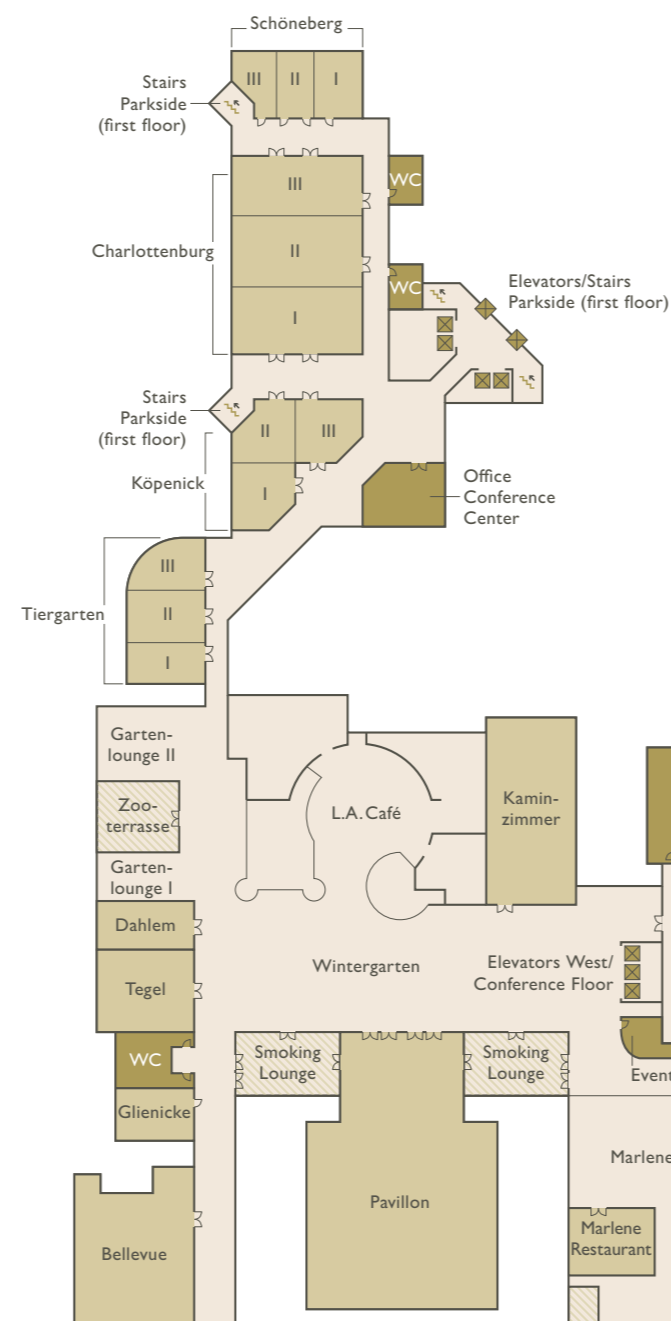 Schöneberg
III
II
I
Stairs
Parkside
(first floor)
III
WC
Charlottenburg
II
WC
Elevators/Stairs
Parkside (first floor)
I
Stairs
Parkside
(first floor)
II
III
Köpenick
I
Office
Conference
Center
III
Tiergarten
II
I
Garten-
lounge II
Zoo-
terrasse
L.A. Café
Kamin-
zimmer
Garten-
lounge I
Dahlem
Wintergarten
Elevators West/
Conference Floor
Tegel
WC
Smoking
Lounge
Smoking
Lounge
Event
Glienicke
Marlene
Pavillon
Marlene
Restaurant
Bellevue